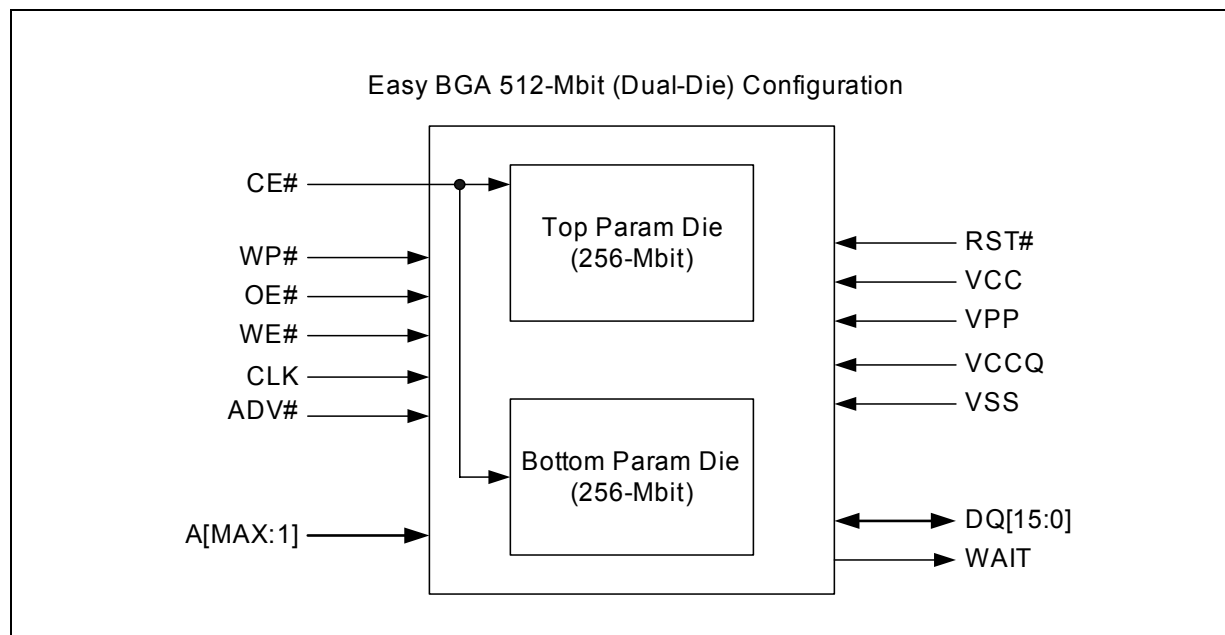 Easy BGA 512-Mbit (Dual-Die) Configuration
CE#
WP#
OE#
WE#
CLK
ADV#
A[MAX:1]
Top Param Die
(256-Mbit)
Bottom Param Die
(256-Mbit)
RST#
VCC
VPP
VCCQ
VSS
DQ[15:0]
WAIT